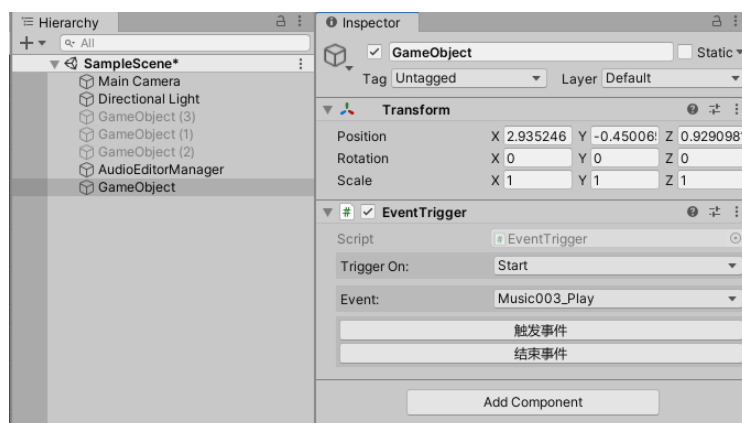 Hierarchy
All
SampleScene*
Main Camera
Directional Light
GameObject (3)
GameObject (1)
GameObject (2)
AudioEditorManager
GameObject
Inspector
GameObject Static
Tag Untagged Layer Default
Transform
Position X 2.935246 Y -0.45006 Z 0.929098
Rotation X 0 Y 0 Z 0
Scale X 1 Y 1 Z 1
# EventTrigger
Script # EventTrigger
Trigger On: Start
Event: Music003_Play
触发事件
结束事件
Add Component